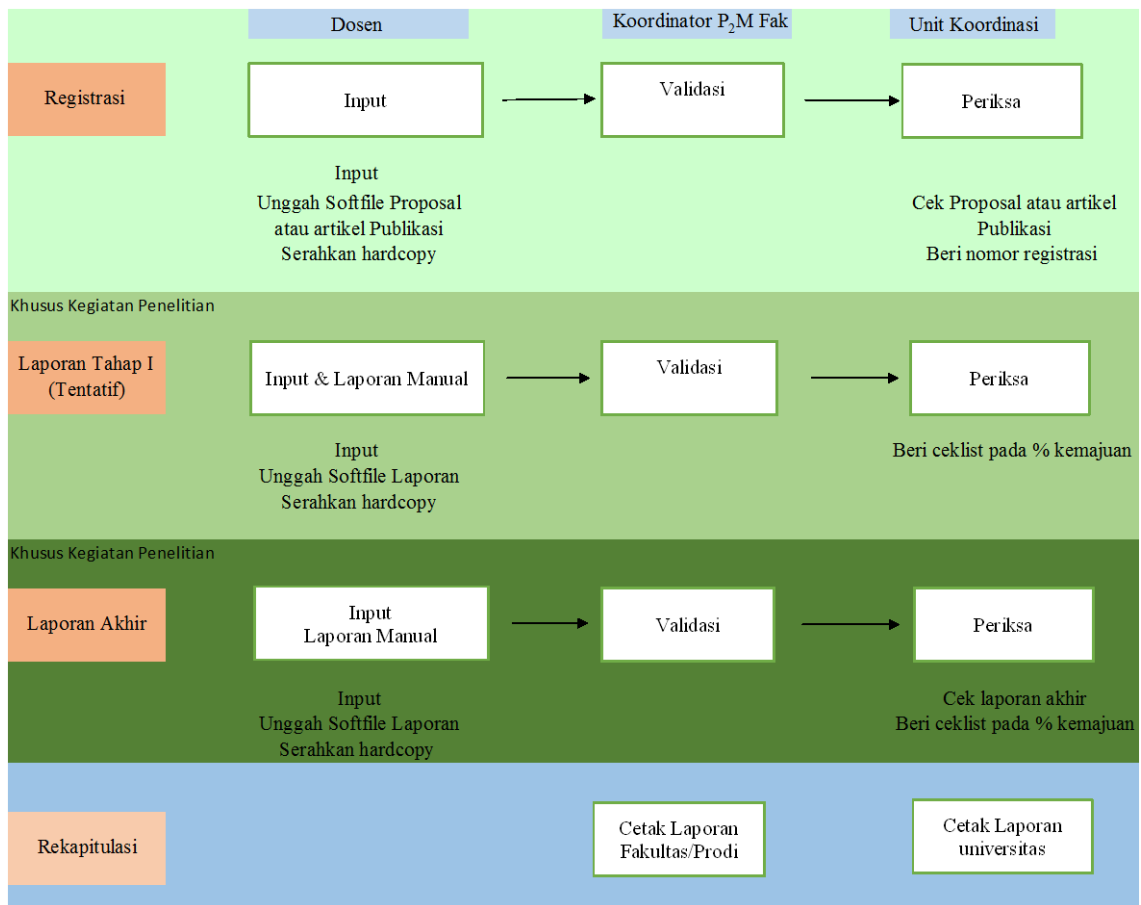 Dosen
Koordinator P₂M Fak
Unit Koordinasi
Registrasi
Input
Validasi
Periksa
Input
Unggah Softfile Proposal
atau artikel Publikasi
Serahkan hardcopy
Cek Proposal atau artikel
Publikasi
Beri nomor registrasi
Khusus Kegiatan Penelitian
Laporan Tahap I
(Tentatif)
Input & Laporan Manual
Validasi
Periksa
Input
Unggah Softfile Laporan
Serahkan hardcopy
Beri ceklist pada % kemajuan
Khusus Kegiatan Penelitian
Laporan Akhir
Input
Laporan Manual
Validasi
Periksa
Input
Unggah Softfile Laporan
Serahkan hardcopy
Cek laporan akhir
Beri ceklist pada % kemajuan
Rekapitulasi
Cetak Laporan
Fakultas/Prodi
Cetak Laporan
universitas